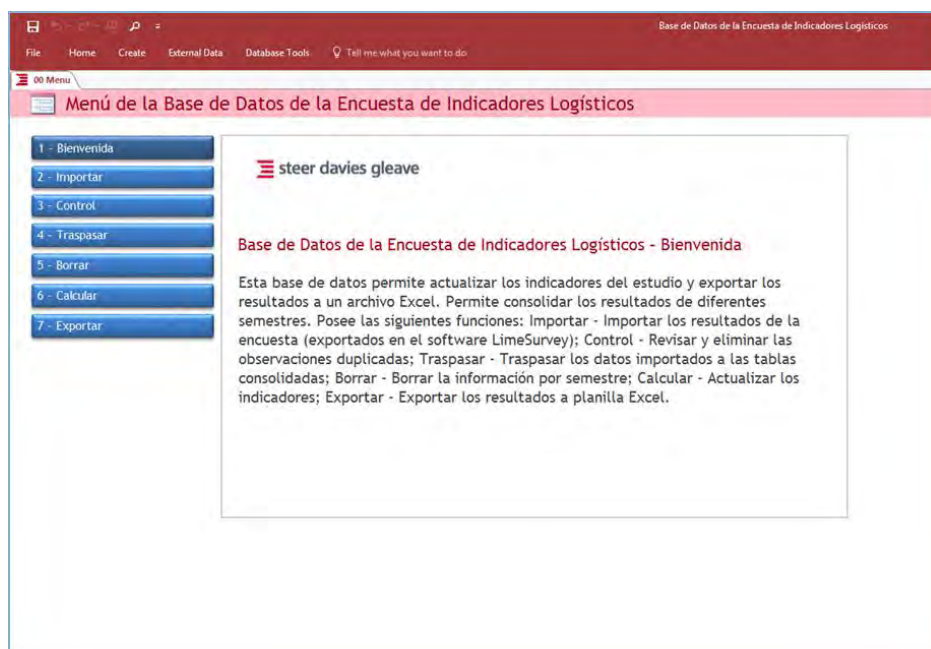 Base de Datos de la Encuesta de Indicadores Logísticos
File Home Create External Data Database Tools Tell me what you want to do
00 Menu
Menú de la Base de Datos de la Encuesta de Indicadores Logísticos
1 - Bienvenida
2 - Importar
3 - Control
4 - Traspasar
5 - Borrar
6 - Calcular
7 - Exportar
steer davies gleave
Base de Datos de la Encuesta de Indicadores Logísticos - Bienvenida
Esta base de datos permite actualizar los indicadores del estudio y exportar los
resultados a un archivo Excel. Permite consolidar los resultados de diferentes
semestres. Posee las siguientes funciones: Importar - Importar los resultados de la
encuesta (exportados en el software LimeSurvey); Control - Revisar y eliminar las
observaciones duplicadas; Traspasar - Traspasar los datos importados a las tablas
consolidadas; Borrar - Borrar la información por semestre; Calcular - Actualizar los
indicadores; Exportar - Exportar los resultados a planilla Excel.